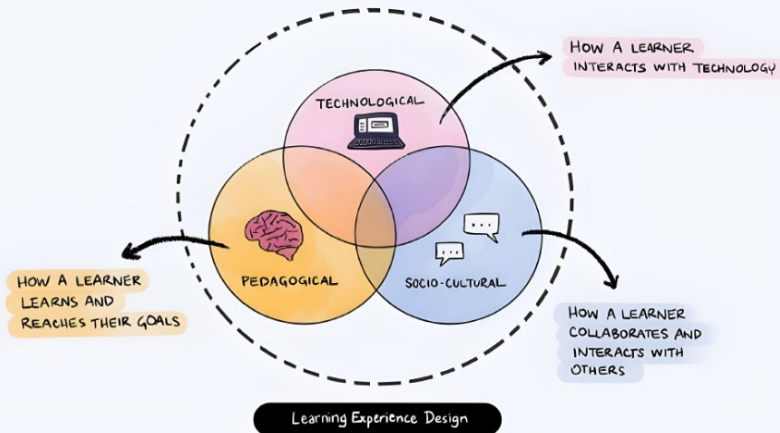 HOW A LEARNER
INTERACTS WITH TECHNOLOGY
TECHNOLOGICAL
PEDAGOGICAL
SOCIO-CULTURAL
HOW A LEARNER
LEARNS AND
REACHES THEIR GOALS
HOW A LEARNER
COLLABORATES AND
INTERACTS WITH
OTHERS
Learning Experience Design